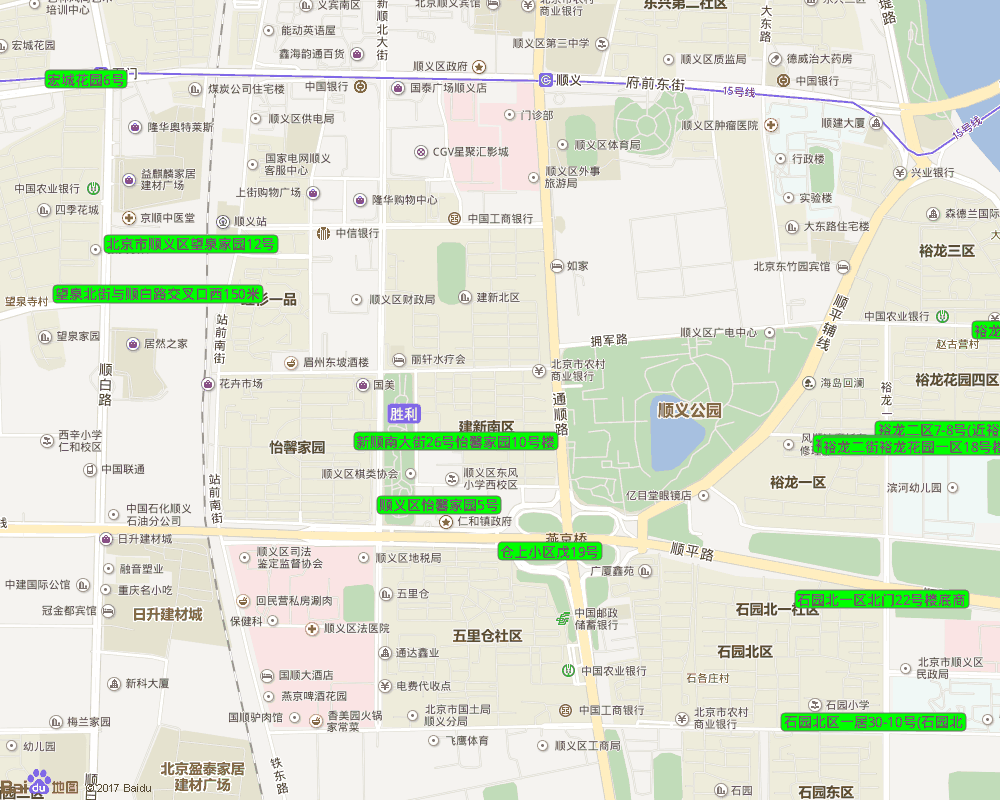 培训中心
义宾南区
新顺北大街
北京顺义宾馆
商业银行
东兴第二社区
大东路
能动英语屋
宏城花园
鑫海韵通百货
顺义区第三中学
顺义区质监局
德威治大药房
顺义区政府
宏城花园6号
煤炭公司住宅楼
中国银行
国泰广场顺义店
顺义
府前东街
15号线
中国银行
隆华奥特莱斯
顺义区供电局
门诊部
顺义区肿瘤医院
顺建大厦
15号线
CGV星聚汇影城
顺义区体育局
国家电网顺义
客服中心
行政楼
益麒麟家居
建材广场
顺义区外事
旅游局
兴业银行
中国农业银行
上街购物广场
隆华购物中心
实验楼
四季花城
京顺中医堂
顺义站
中国工商银行
中信银行
大东路住宅楼
森德兰国际
北京市顺义区望泉家园12号
裕龙三区
如家
北京东竹园宾馆
望泉寺村
望泉北街与顺白路交叉口西150米
顺义区财政局
建新北区
顺平辅线
中国农业银行
站前南街
望泉家园
居然之家
拥军路
顺义区广电中心
裕龙
赵古营村
眉州东坡酒楼
丽轩水疗会
北京市农村
商业银行
顺白路
花卉市场
国美
海岛回澜
裕龙花园四区
裕龙一
胜利
通顺路
顺义公园
建新南区
西辛小学
仁和校区
怡馨家园
新顺南大街26号怡馨家园10号楼
裕龙二区7-8号(近裕
裕龙二街裕龙花园一区18号楼
中国联通
顺义区棋类协会
顺义区东风
小学西校区
裕龙一区
滨河幼儿园
站前南街
亿目堂眼镜店
顺义区怡馨家园5号
中国石化顺义
石油分公司
仁和镇政府
日升建材城
燕京桥
仓上小区戊19号
顺平路
顺义区司法
鉴定监督协会
顺义区地税局
融音塑业
广厦鑫苑
中建国际公馆
重庆名小吃
五里仓
回民营私房涮肉
冠金都宾馆
日升建材城
石园北一区北门22号楼底商
石园北一社区
保健科
顺义区法医院
五里仓社区
中国邮政
储蓄银行
通达鑫业
石园北区
国顺大酒店
中国农业银行
石各庄村
北京市顺义区
民政局
新科大厦
电费代收点
燕京啤酒花园
石园小学
国顺驴肉馆
香美园火锅
家常菜
北京市国土局
顺义分局
中国工商银行
北京市农村
商业银行
石园北区一居30-10号(石园北
梅兰家园
幼儿园
飞鹰体育
顺义区工商局
北京盈泰家居
建材广场
铁东路
Bai du 地图
© 2017 Baidu
石园
石园东区